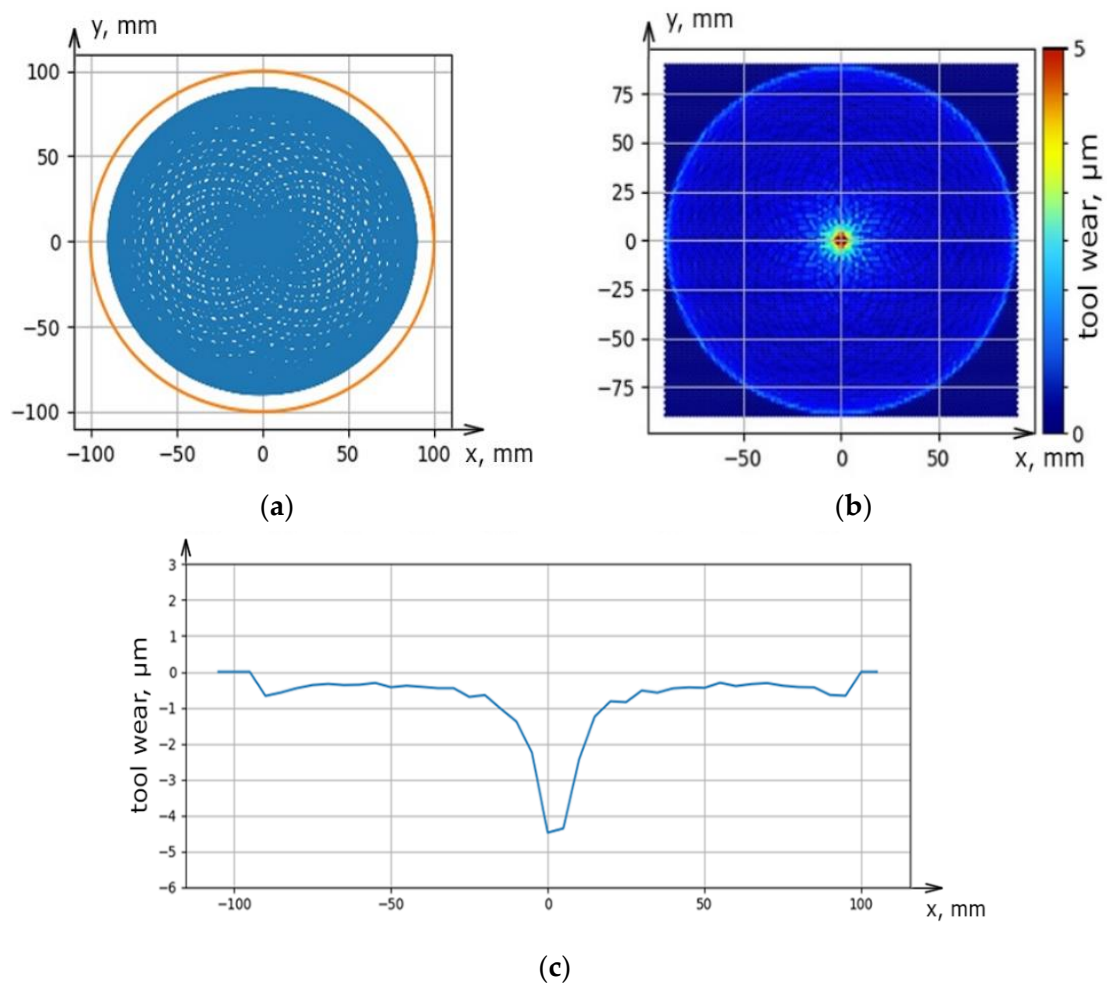 y, mm
100
50
0
−50
−100
−100 −50 0 50 100 x, mm
(a)
y, mm
75
50
25
0
−25
−50
−75
−50 0 50 x, mm
5
0
tool wear, μm
(b)
3
2
1
0
−1
−2
−3
−4
−5
−6
tool wear, μm
−100 −50 0 50 100
x, mm
(c)